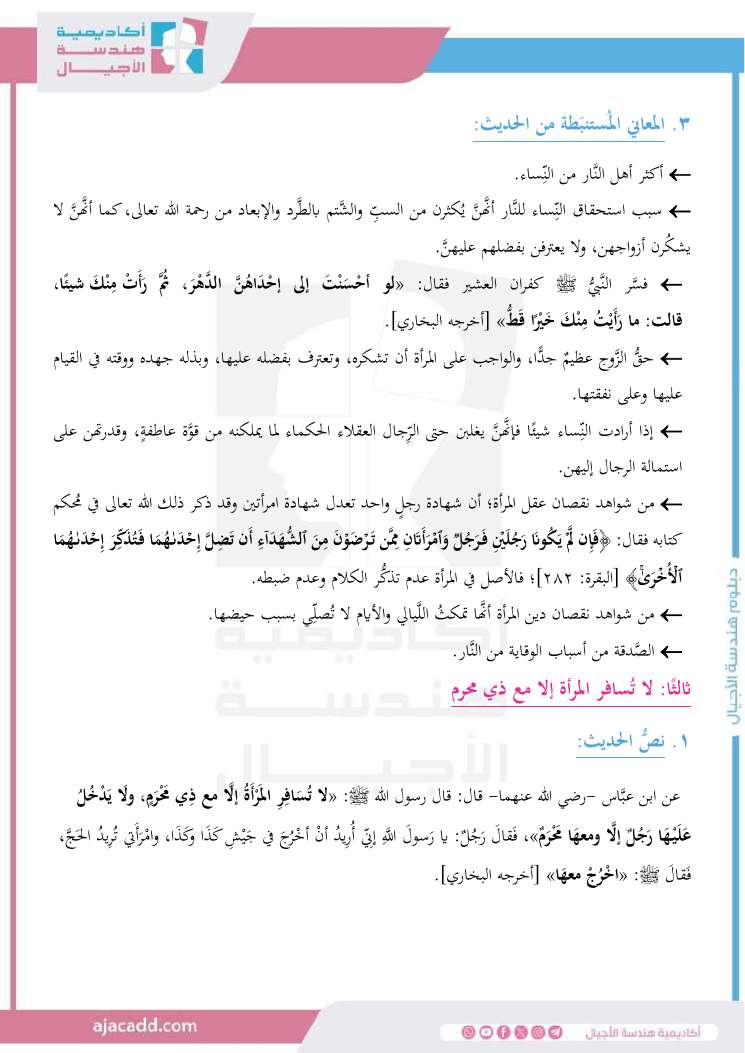 أكاديمية
هندسة
الأجيال
٣. المعاني المُستنبَطة من الحديث:
← أكثر أهل النَّار من النِّساء.
← سبب استحقاق النِّساء للنَّار أنَّهنَّ يُكثرن من السبِّ والشَّتم بالطَّرد والإبعاد من رحمة الله تعالى، كما أنَّهنَّ لا
يشكُرن أزواجهن، ولا يعترفن بفضلهم عليهنَّ.
← فسَّر النَّبيُّ ﷺ كفران العشير فقال: «لو أحْسَنْتَ إلى إحْدَاهُنَّ الدَّهْرَ، ثُمَّ رَأَتْ مِنْكَ شيئًا،
قالت: ما رَأَيْتُ مِنْكَ خَيْرًا قَطُّ» [أخرجه البخاري].
← حقُّ الزَّوج عظيمٌ جدًّا، والواجب على المرأة أن تشكره، وتعترف بفضله عليها، وبذله جهده ووقته في القيام
عليها وعلى نفقتها.
← إذا أرادت النِّساء شيئًا فإنَّهنَّ يغلبن حتى الرِّجال العقلاء الحكماء لما يملكنه من قوَّة عاطفةٍ، وقدرتهن على
استمالة الرجال إليهن.
← من شواهد نقصان عقل المرأة؛ أن شهادة رجلٍ واحد تعدل شهادة امرأتين وقد ذكر ذلك الله تعالى في مُحكم
كتابه فقال: ﴿فَإِن لَّمْ يَكُونَا رَجُلَيْنِ فَرَجُلٌ وَٱمْرَأَتَانِ مِمَّن تَرْضَوْنَ مِنَ ٱلشُّهَدَآءِ أَن تَضِلَّ إِحْدَىٰهُمَا فَتُذَكِّرَ إِحْدَىٰهُمَا
ٱلْأُخْرَىٰۚ﴾ [البقرة: ٢٨٢]؛ فالأصل في المرأة عدم تذكُّر الكلام وعدم ضبطه.
← من شواهد نقصان دين المرأة أنَّها تمكثُ اللَّيالي والأيام لا تُصلِّي بسبب حيضها.
← الصَّدقة من أسباب الوقاية من النَّار.
ثالثًا: لا تُسافر المرأة إلا مع ذي محرم
١. نصُّ الحديث:
عن ابن عبَّاس –رضي الله عنهما– قال: قال رسول الله ﷺ: «لا تُسَافِرِ المَرْأَةُ إلَّا مع ذِي مَحْرَمٍ، ولَا يَدْخُلُ
عَلَيْهَا رَجُلٌ إلَّا ومعهَا مَحْرَمٌ»، فَقالَ رَجُلٌ: يا رَسولَ اللَّهِ إنِّي أُرِيدُ أنْ أخْرُجَ في جَيْشِ كَذَا وكَذَا، وامْرَأَتي تُرِيدُ الحَجَّ،
فَقالَ ﷺ: «اخْرُجْ معهَا» [أخرجه البخاري].
دبلوم هندسة الأجيال
أكاديمية
هندسة
الأجيال
أكاديمية هندسة الأجيال
ajacadd.com